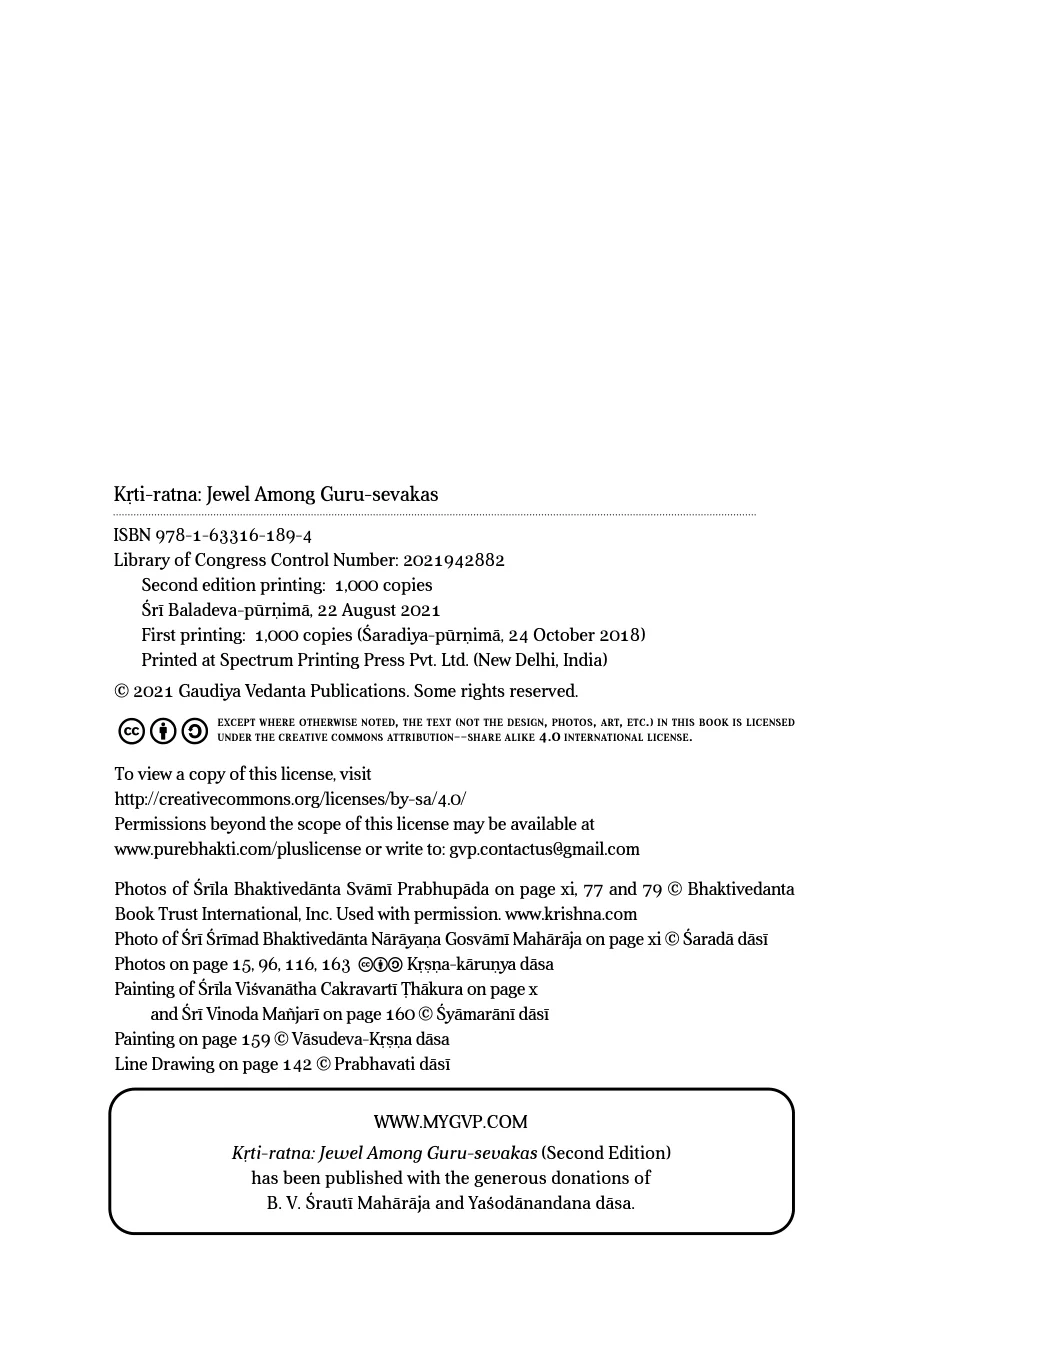 Kṛti-ratna: Jewel Among Guru-sevakas
ISBN 978-1-63316-189-4
Library of Congress Control Number: 2021942882
Second edition printing:  1,000 copies
Śrī Baladeva-pūrṇimā, 22 August 2021
First printing:  1,000 copies (Śaradiya-pūrṇimā, 24 October 2018)
Printed at Spectrum Printing Press Pvt. Ltd. (New Delhi, India)
© 2021 Gaudiya Vedanta Publications. Some rights reserved.
EXCEPT WHERE OTHERWISE NOTED, THE TEXT (NOT THE DESIGN, PHOTOS, ART, ETC.) IN THIS BOOK IS LICENSED
UNDER THE CREATIVE COMMONS ATTRIBUTION--SHARE ALIKE 4.0 INTERNATIONAL LICENSE.
To view a copy of this license, visit
http://creativecommons.org/licenses/by-sa/4.0/
Permissions beyond the scope of this license may be available at
www.purebhakti.com/pluslicense or write to: gvp.contactus@gmail.com
Photos of Śrīla Bhaktivedānta Svāmī Prabhupāda on page xi, 77 and 79 © Bhaktivedanta
Book Trust International, Inc. Used with permission. www.krishna.com
Photo of Śrī Śrīmad Bhaktivedānta Nārāyaṇa Gosvāmī Mahārāja on page xi © Śaradā dāsī
Photos on page 15, 96, 116, 163 Kṛṣṇa-kāruṇya dāsa
Painting of Śrīla Viśvanātha Cakravartī Ṭhākura on page x
and Śrī Vinoda Mañjarī on page 160 © Śyāmarānī dāsī
Painting on page 159 © Vāsudeva-Kṛṣṇa dāsa
Line Drawing on page 142 © Prabhavati dāsī
WWW.MYGVP.COM
Kṛti-ratna: Jewel Among Guru-sevakas (Second Edition)
has been published with the generous donations of
B. V. Śrautī Mahārāja and Yaśodānandana dāsa.